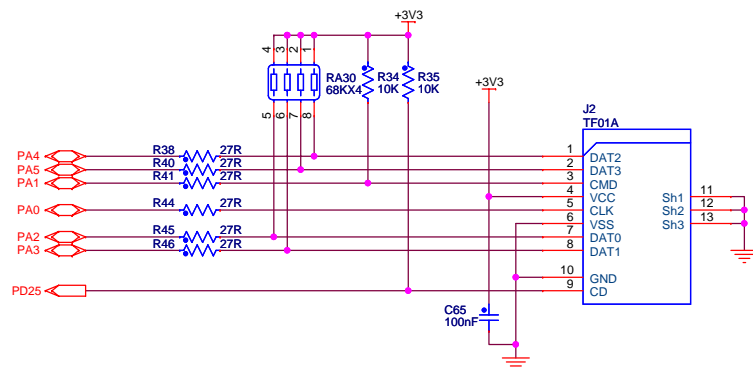 +3V3
4 3 2 1
RA30
68KX4
R34
10K
R35
10K
+3V3
5 6 7 8
J2
TF01A
PA4 R38 27R 1 DAT2
PA5 R40 27R 2 DAT3
PA1 R41 27R 3 CMD
4 VCC Sh1 11
PA0 R44 27R 5 CLK Sh2 12
6 VSS Sh3 13
PA2 R45 27R 7 DAT0
PA3 R46 27R 8 DAT1
10 GND
PD25 9 CD
C65
100nF